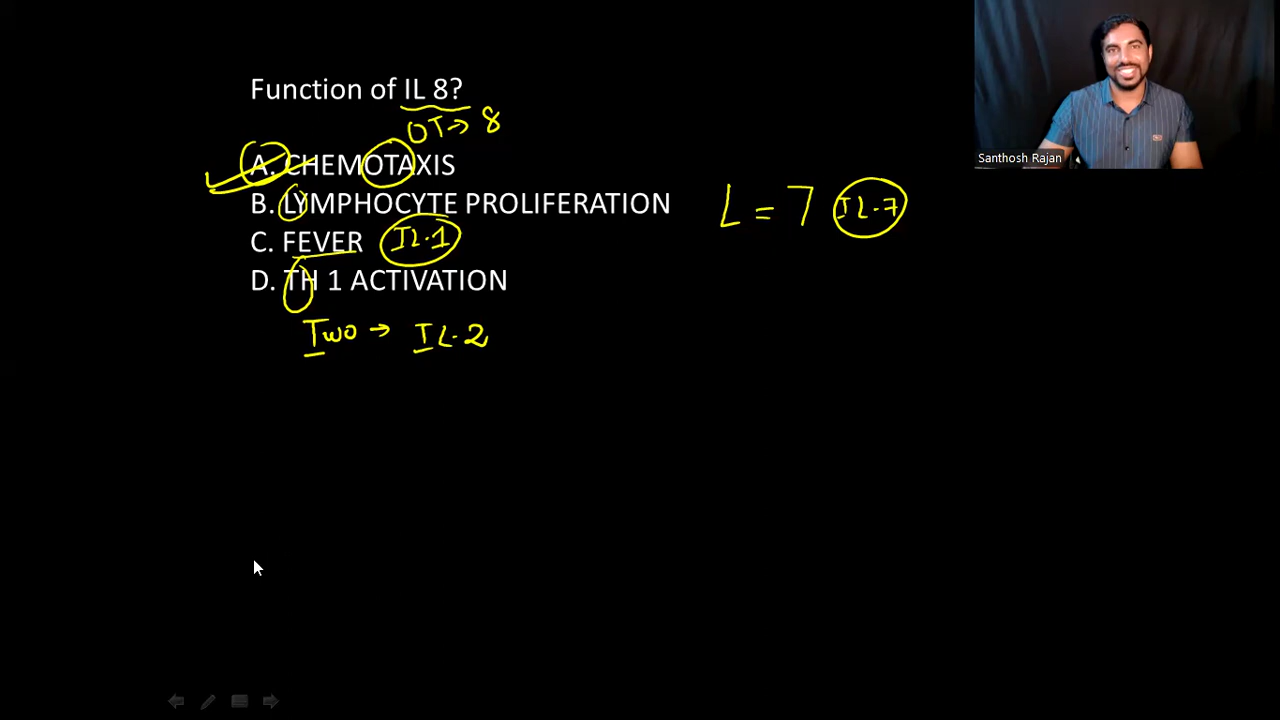 Function of IL 8?
OT→ 8
A. CHEMOTAXIS
B. LYMPHOCYTE PROLIFERATION
L = 7 IL-7
C. FEVER IL-1
D. TH 1 ACTIVATION
Two → IL-2
Santhosh Rajan